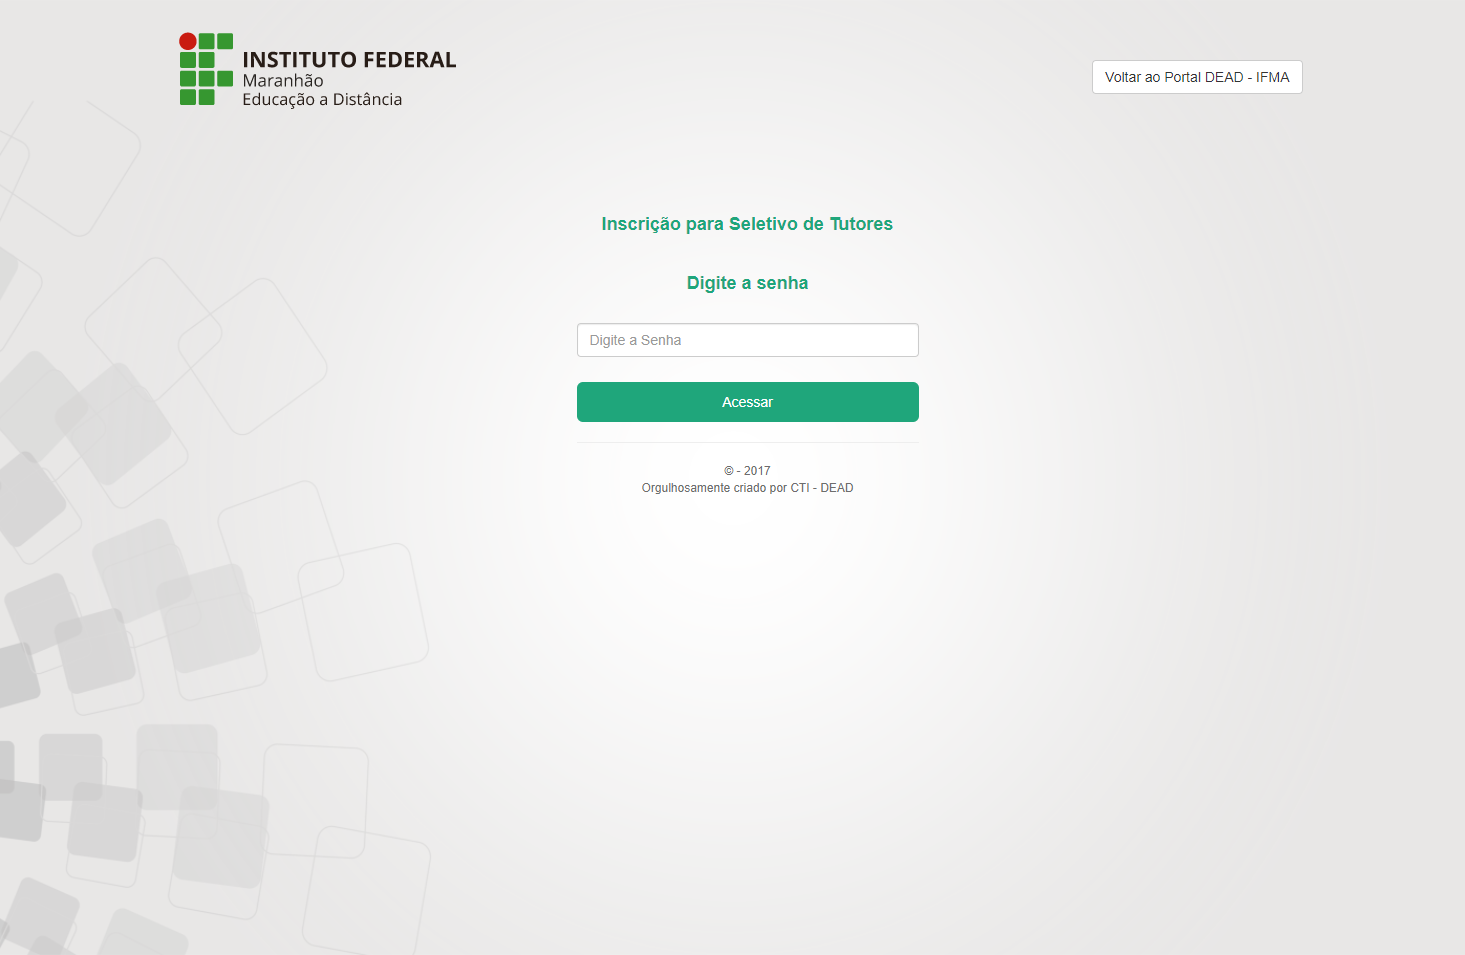 INSTITUTO FEDERAL
Maranhão
Educação a Distância
Voltar ao Portal DEAD - IFMA
Inscrição para Seletivo de Tutores
Digite a senha
Digite a Senha
Acessar
© - 2017
Orgulhosamente criado por CTI - DEAD